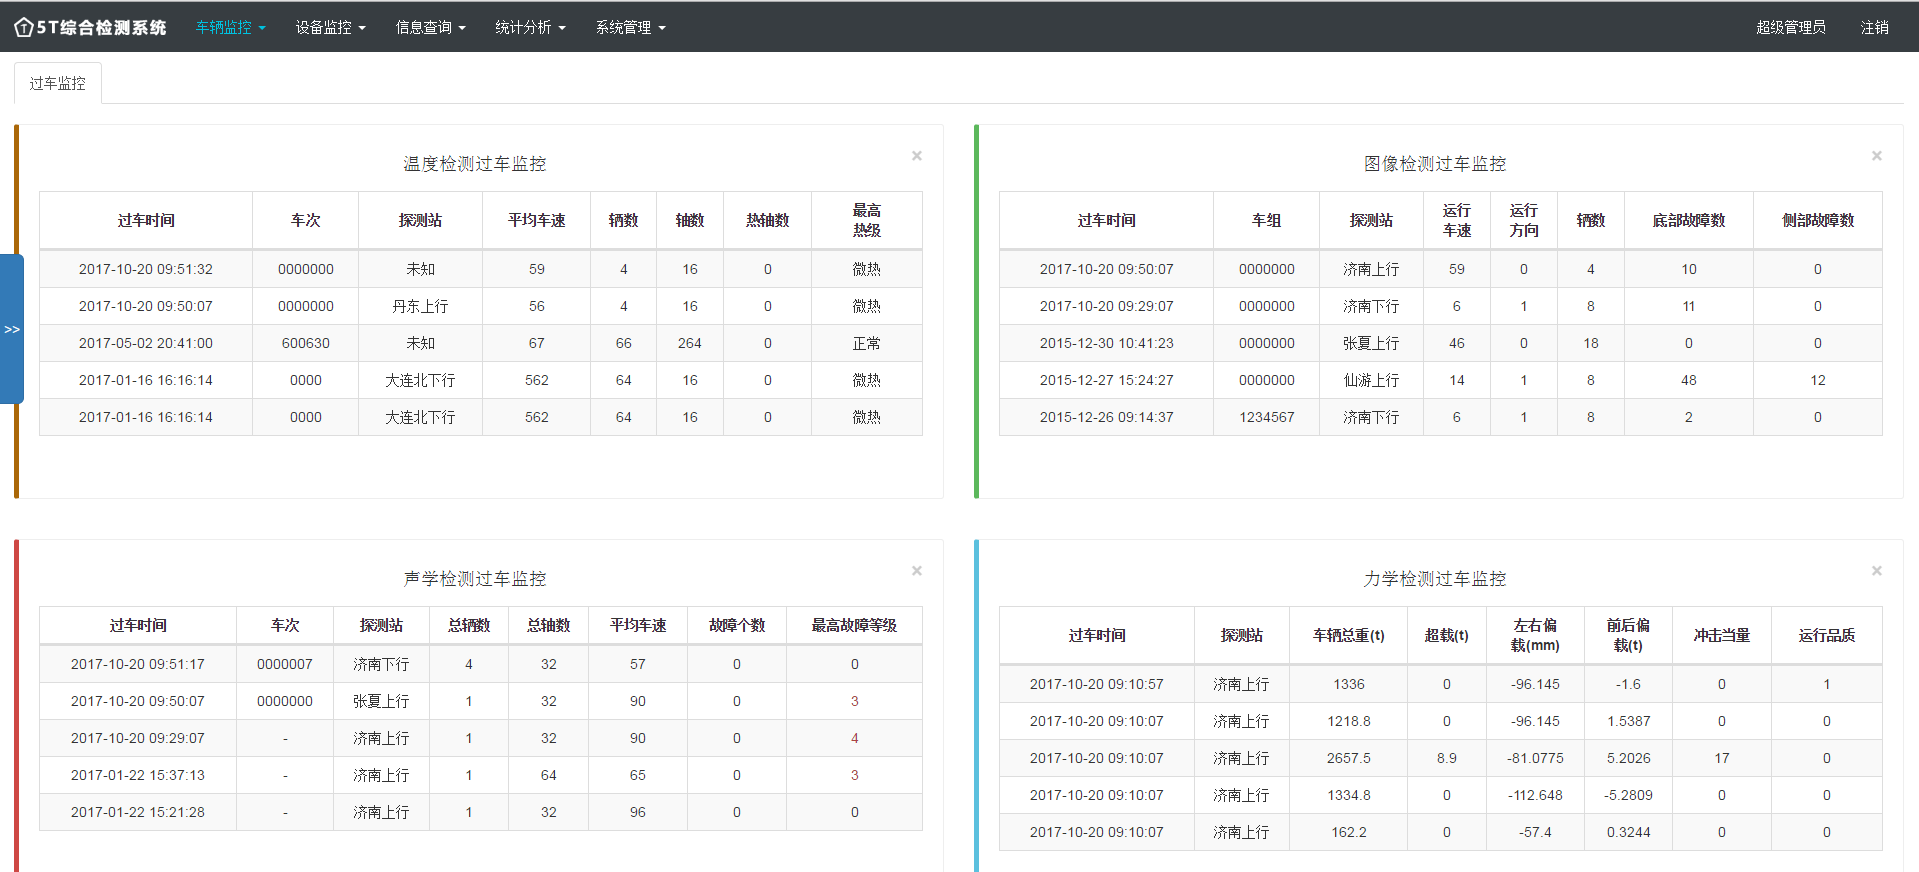 5T综合检测系统 车辆监控 设备监控 信息查询 统计分析 系统管理 超级管理员 注销
过车监控
>>
温度检测过车监控 ×
过车时间 车次 探测站 平均车速 辆数 轴数 热轴数 最高
热级
2017-10-20 09:51:32 0000000 未知 59 4 16 0 微热
2017-10-20 09:50:07 0000000 丹东上行 56 4 16 0 微热
2017-05-02 20:41:00 600630 未知 67 66 264 0 正常
2017-01-16 16:16:14 0000 大连北下行 562 64 16 0 微热
2017-01-16 16:16:14 0000 大连北下行 562 64 16 0 微热
图像检测过车监控 ×
过车时间 车组 探测站 运行
车速 运行
方向 辆数 底部故障数 侧部故障数
2017-10-20 09:50:07 0000000 济南上行 59 0 4 10 0
2017-10-20 09:29:07 0000000 济南下行 6 1 8 11 0
2015-12-30 10:41:23 0000000 张夏上行 46 0 18 0 0
2015-12-27 15:24:27 0000000 仙游上行 14 1 8 48 12
2015-12-26 09:14:37 1234567 济南下行 6 1 8 2 0
声学检测过车监控 ×
过车时间 车次 探测站 总辆数 总轴数 平均车速 故障个数 最高故障等级
2017-10-20 09:51:17 0000007 济南下行 4 32 57 0 0
2017-10-20 09:50:07 0000000 张夏上行 1 32 90 0 3
2017-10-20 09:29:07 - 济南上行 1 32 90 0 4
2017-01-22 15:37:13 - 济南上行 1 64 65 0 3
2017-01-22 15:21:28 - 济南上行 1 32 96 0 0
力学检测过车监控 ×
过车时间 探测站 车辆总重(t) 超载(t) 左右偏
载(mm) 前后偏
载(t) 冲击当量 运行品质
2017-10-20 09:10:57 济南上行 1336 0 -96.145 -1.6 0 1
2017-10-20 09:10:07 济南上行 1218.8 0 -96.145 1.5387 0 0
2017-10-20 09:10:07 济南上行 2657.5 8.9 -81.0775 5.2026 17 0
2017-10-20 09:10:07 济南上行 1334.8 0 -112.648 -5.2809 0 0
2017-10-20 09:10:07 济南上行 162.2 0 -57.4 0.3244 0 0